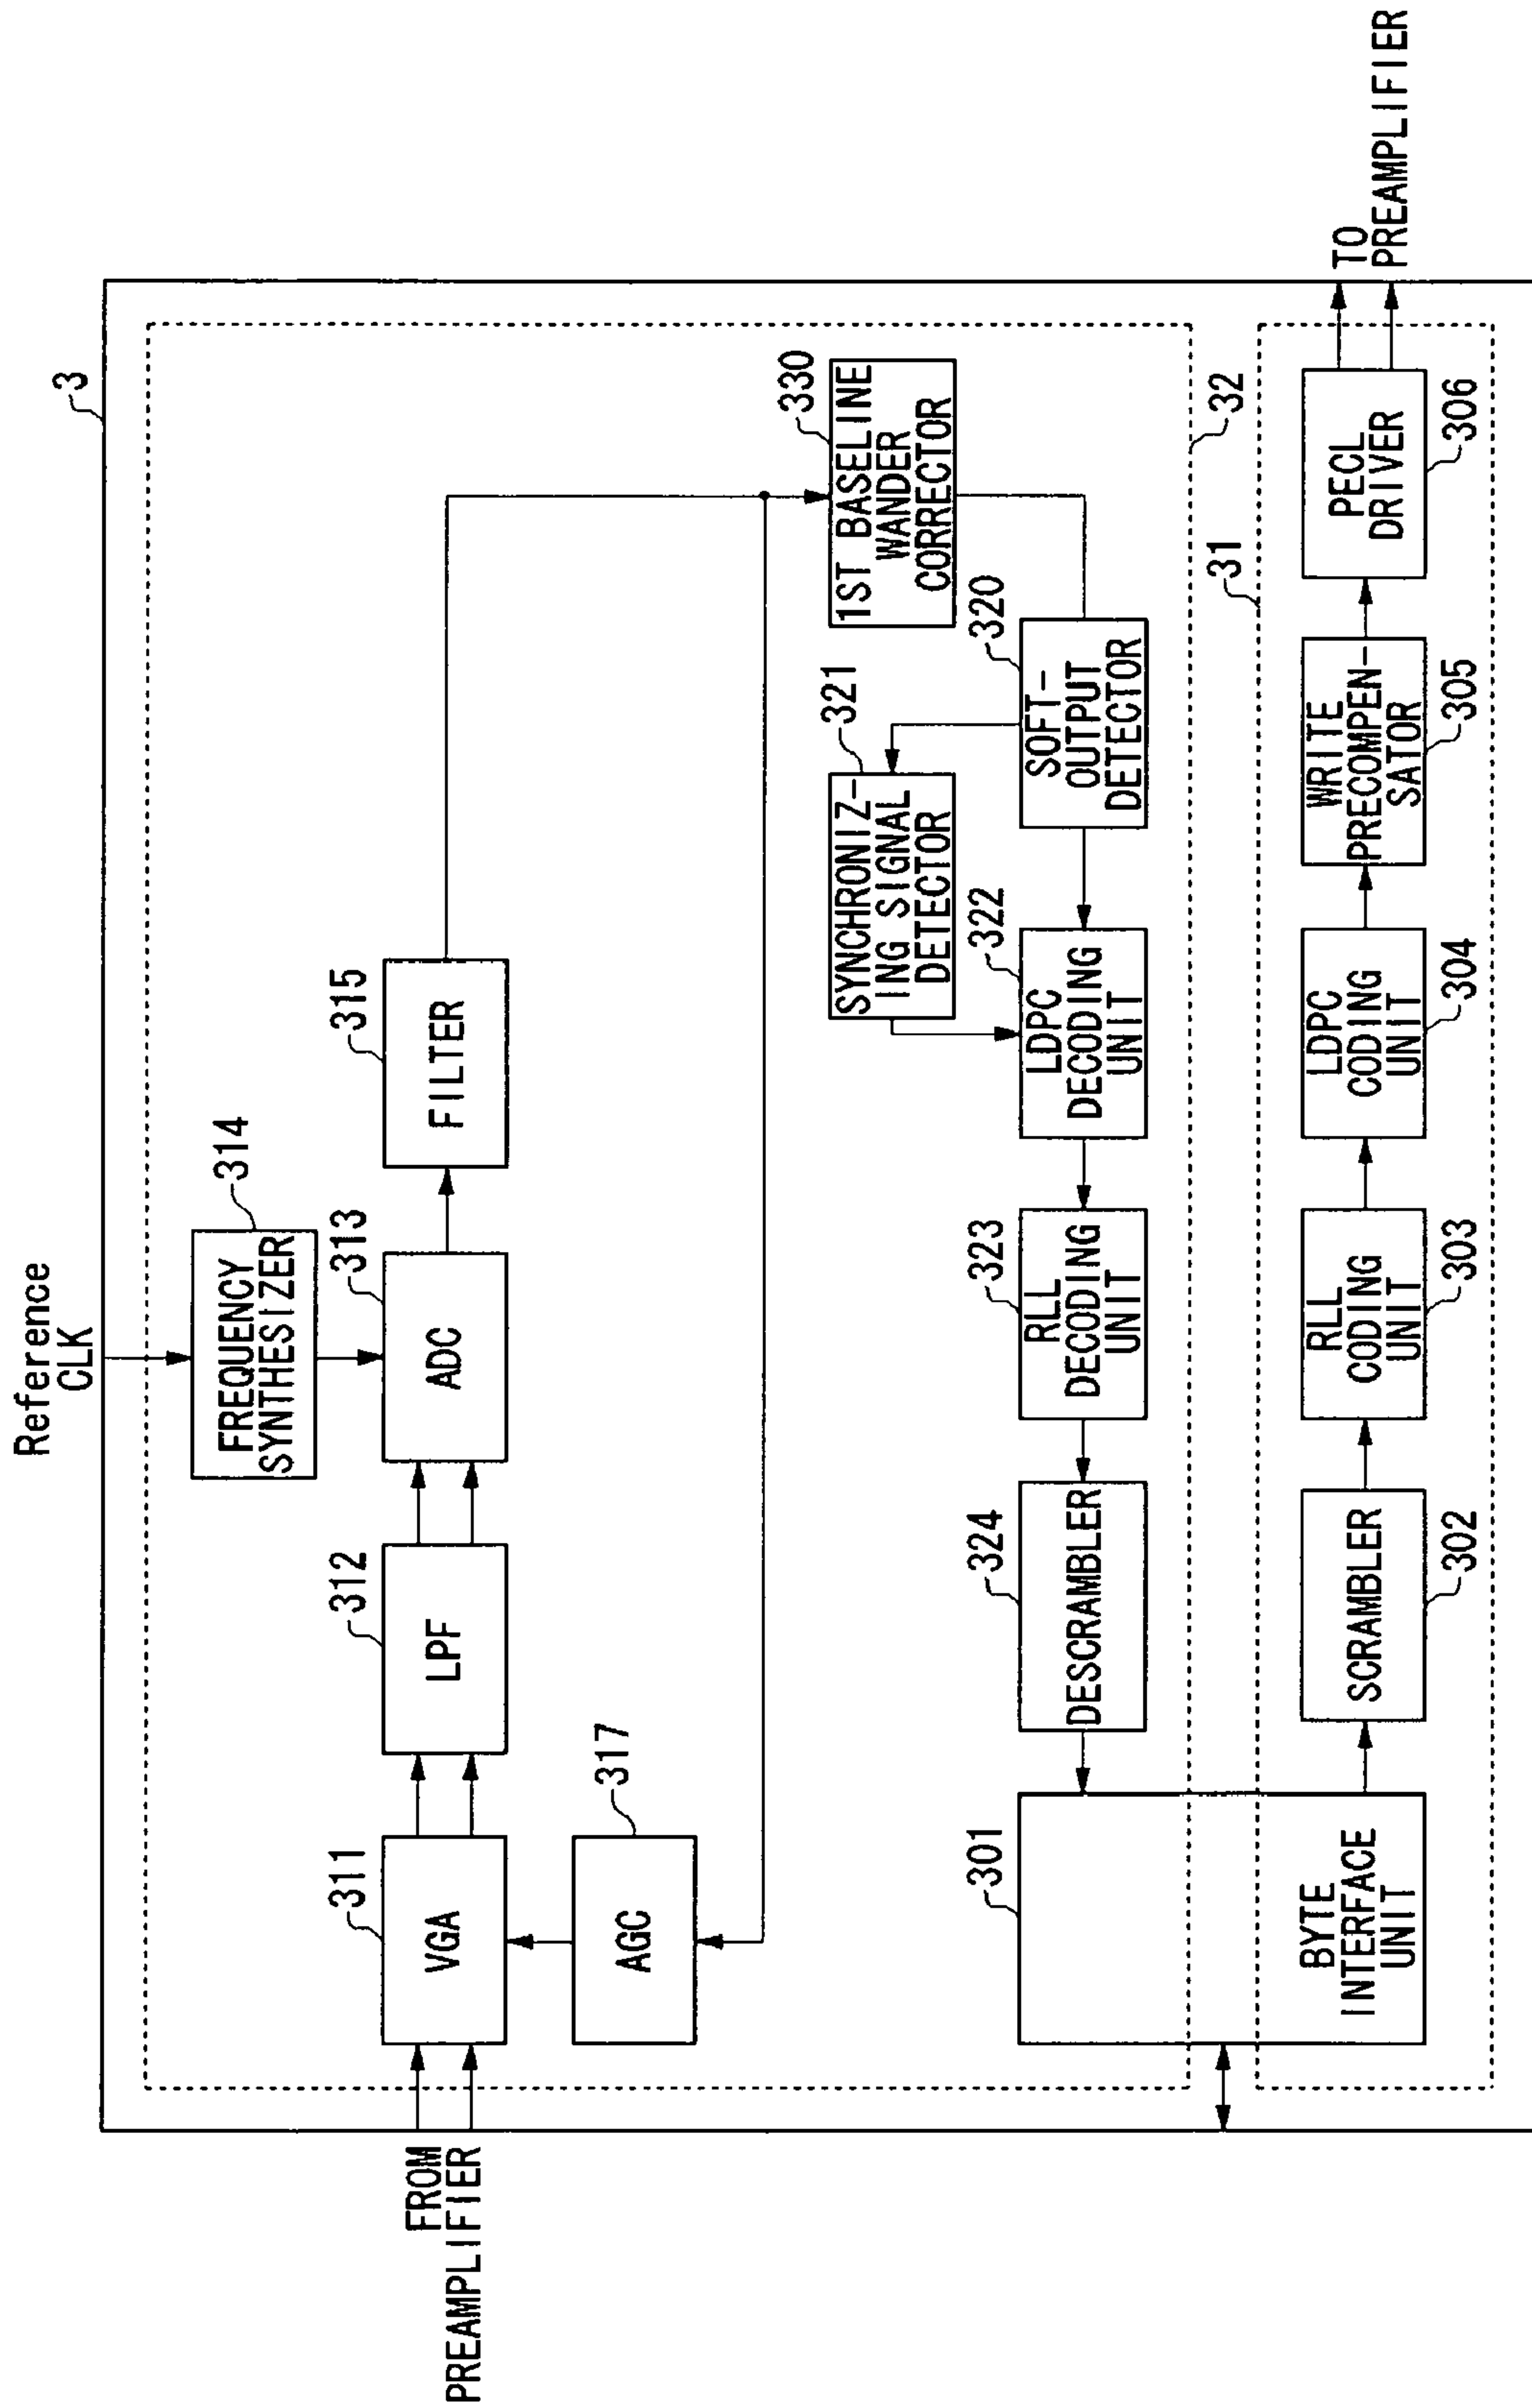 Reference
CLK
3
314
FREQUENCY
SYNTHESIZER
311
VGA
312
LPF
313
ADC
315
FILTER
FROM
PREAMPLIFIER
317
AGC
330
1ST BASELINE
WANDER
CORRECTOR
321
SYNCHRONIZ-
ING SIGNAL
DETECTOR
301
BYTE
INTERFACE
UNIT
324
DESCRAMBLER
323
RLL
DECODING
UNIT
322
LDPC
DECODING
UNIT
320
SOFT-
OUTPUT
DETECTOR
32
31
SCRAMBLER
302
RLL
CODING
UNIT
303
LDPC
CODING
UNIT
304
WRITE
PRECOMPEN-
SATOR
305
PECL
DRIVER
306
TO
PREAMPLIFIER